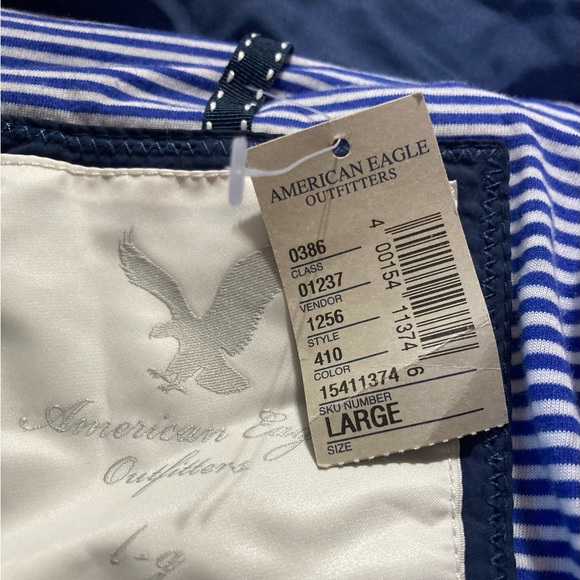 AMERICAN EAGLE
OUTFITTERS
0386
CLASS
01237
VENDOR
1256
STYLE
410
COLOR
15411374
SKU NUMBER
LARGE
SIZE
4 00154 11374 6
American Eag
Outfitters
l-g